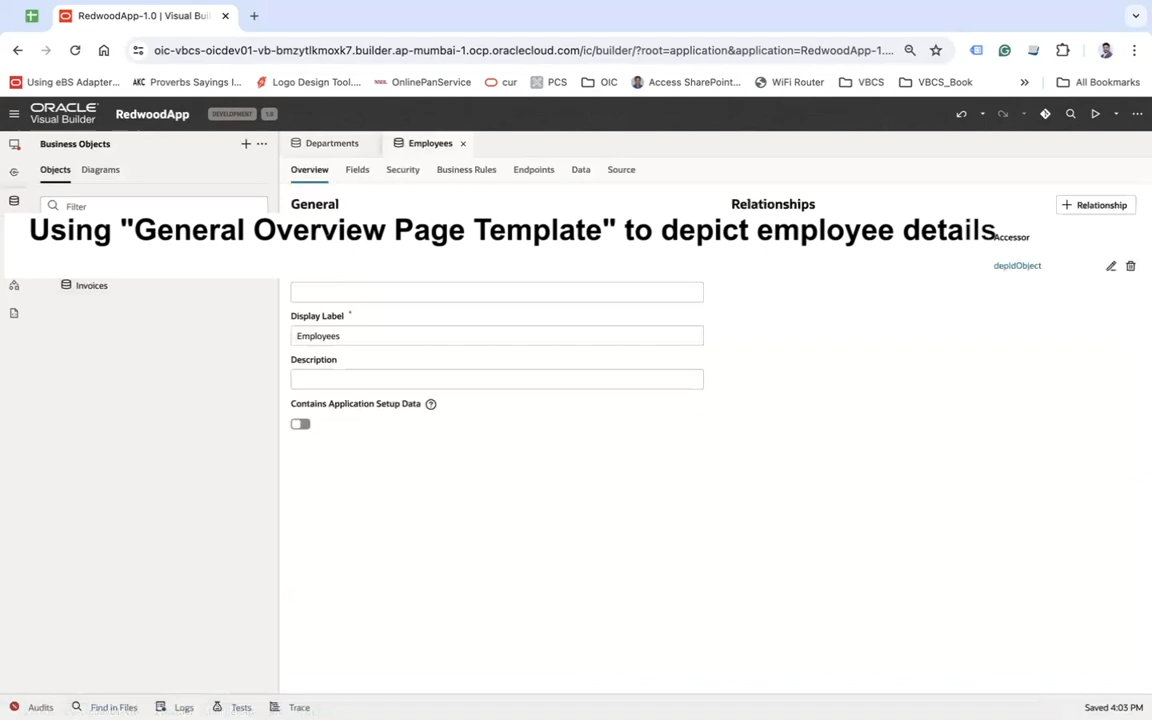 RedwoodApp-1.0 | Visual Buil
oic-vbcs-oicdev01-vb-bmzytlkmoxk7.builder.ap-mumbai-1.ocp.oraclecloud.com/ic/builder/?root=application&application=RedwoodApp-1....
Using eBS Adapter... AKC Proverbs Sayings I... Logo Design Tool,... OnlinePanService cur PCS OIC Access SharePoint... WiFi Router VBCS VBCS_Book >> All Bookmarks
ORACLE
Visual Builder
RedwoodApp DEVELOPMENT 1.0
Business Objects Departments Employees
Objects Diagrams Overview Fields Security Business Rules Endpoints Data Source
Filter General Relationships Relationship
Using "General Overview Page Template" to depict employee details
Accessor
depIdObject
Invoices
Display Label *
Employees
Description
Contains Application Setup Data ?
Audits Find in Files Logs Tests Trace Saved 4:03 PM